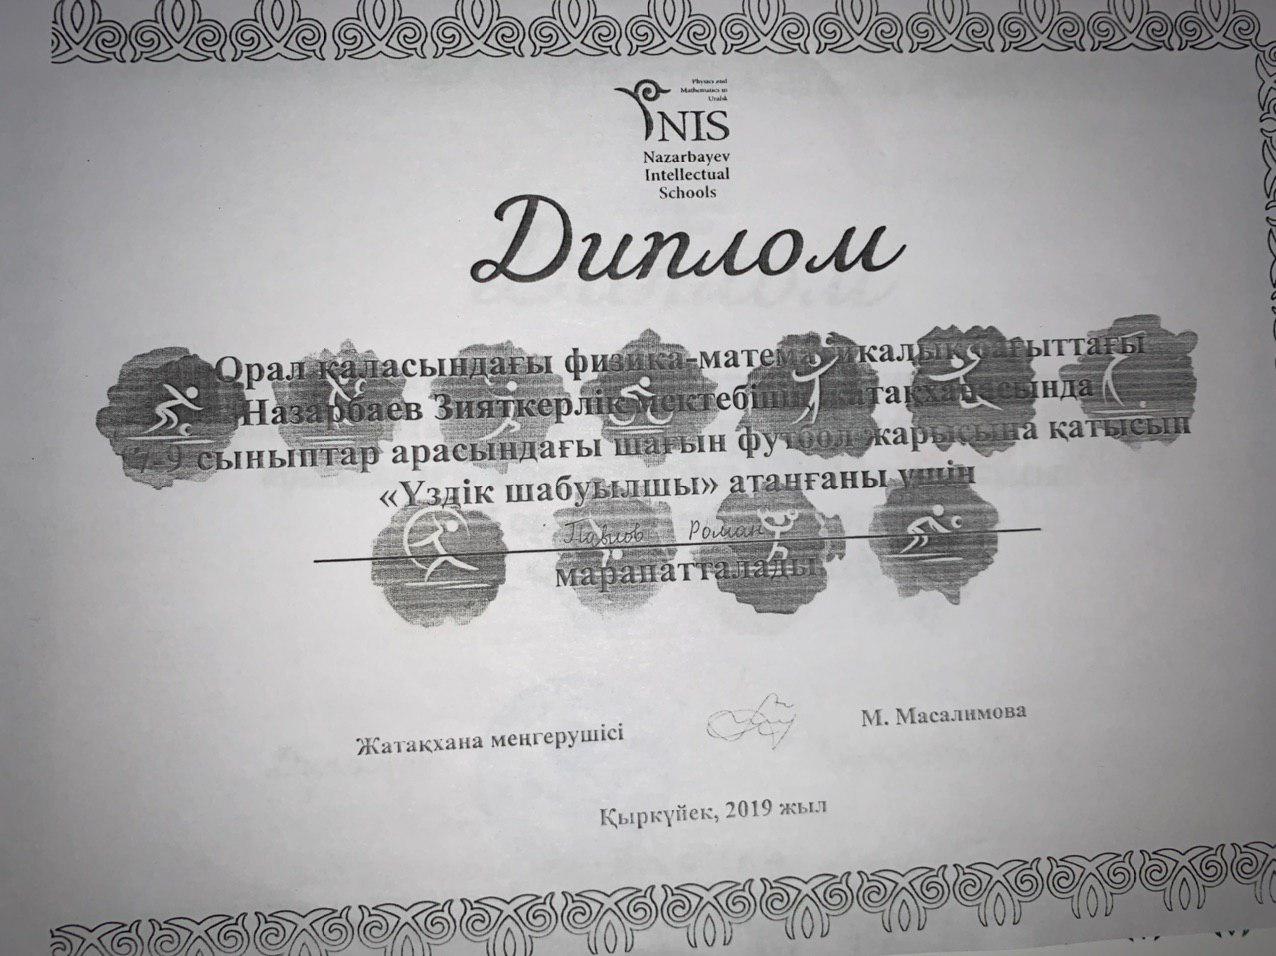 Physics and
Mathematics in
Uralsk
NIS
Nazarbayev
Intellectual
Schools
Диплом
Орал қаласындағы физика-математикалық бағыттағы
Назарбаев Зияткерлік мектебінің жатақханасында
7-9 сыныптар арасындағы шағын футбол жарысына қатысып
«Үздік шабуылшы» атанғаны үшін
Павлов Роман
марапатталады
Жатақхана меңгерушісі М. Масалимова
Қыркүйек, 2019 жыл